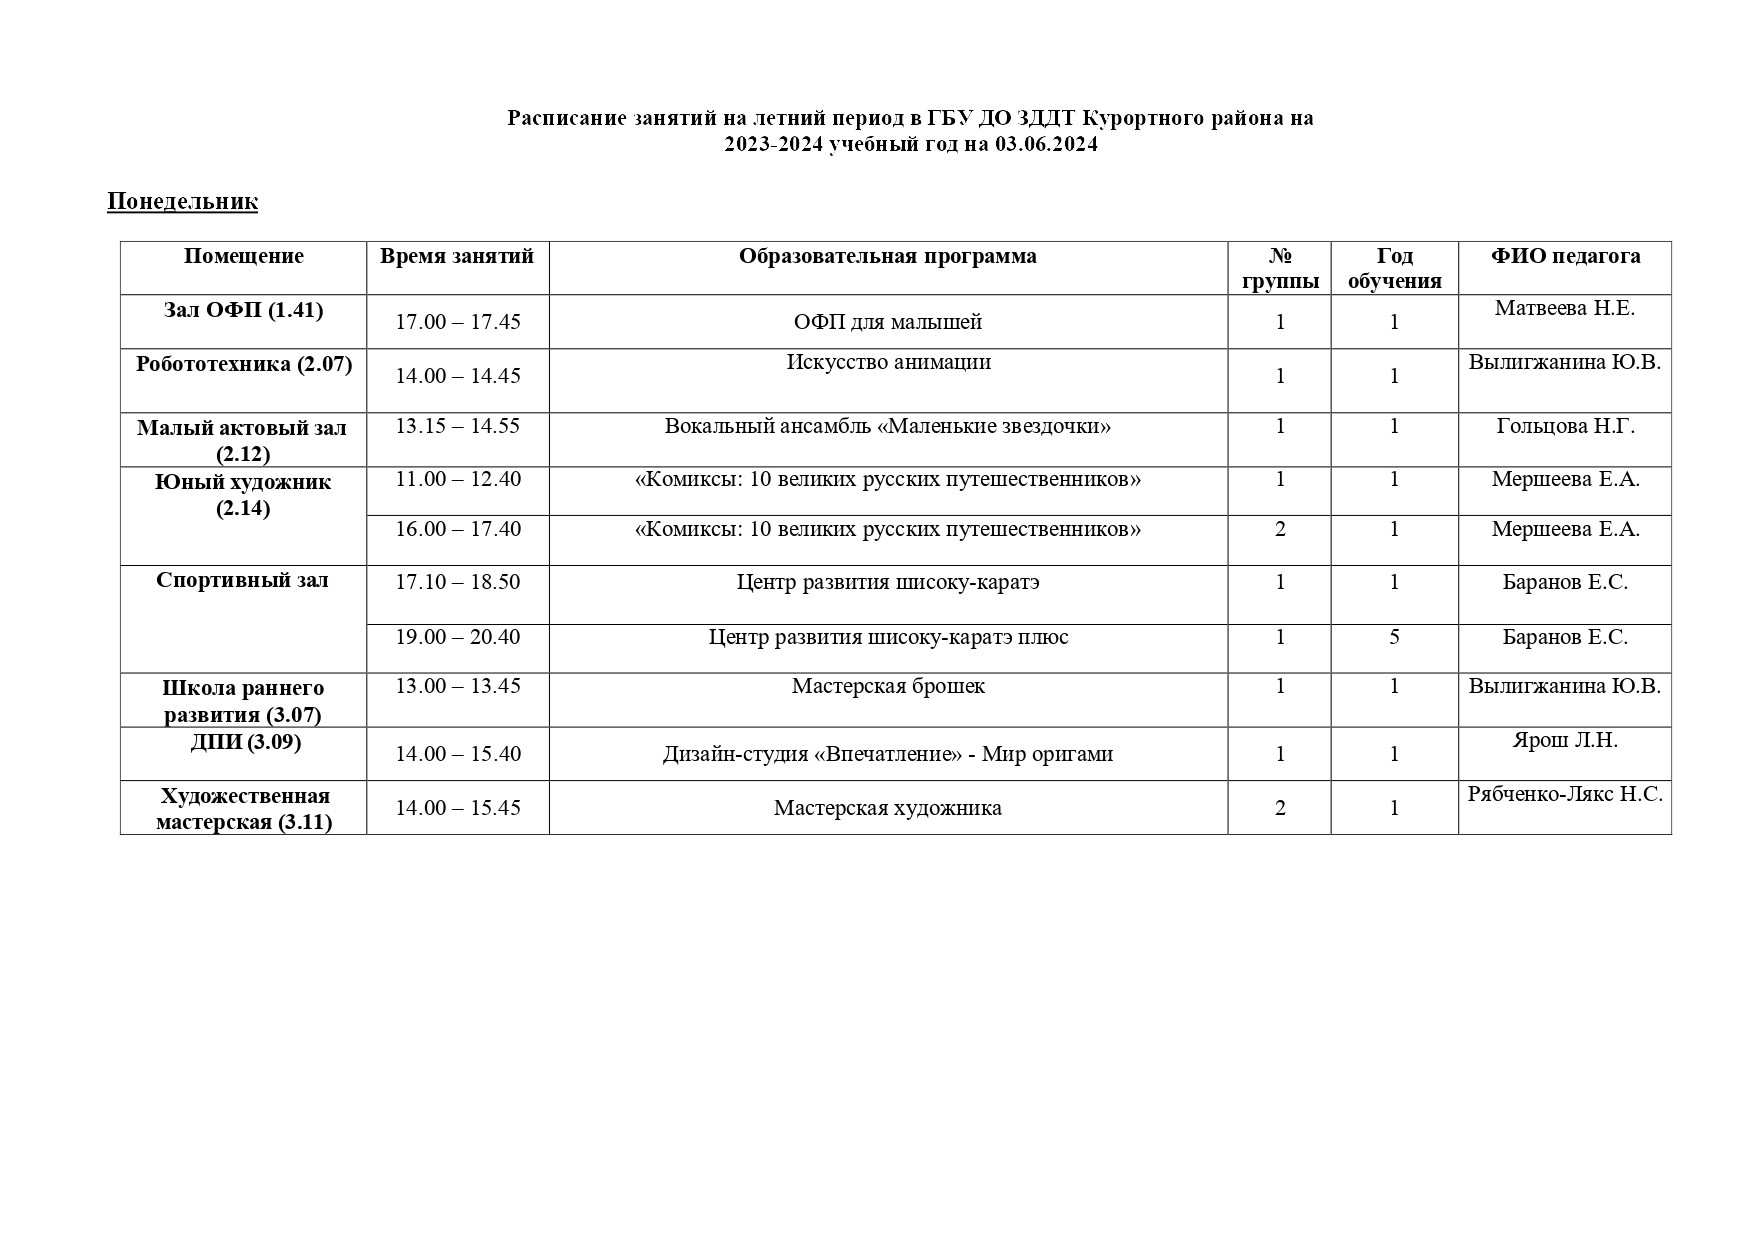 Расписание занятий на летний период в ГБУ ДО ЗДДТ Курортного района на
2023-2024 учебный год на 03.06.2024
Понедельник
Помещение Время занятий Образовательная программа № группы Год обучения ФИО педагога
Зал ОФП (1.41) 17.00 – 17.45 ОФП для малышей 1 1 Матвеева Н.Е.
Робототехника (2.07) 14.00 – 14.45 Искусство анимации 1 1 Вылигжанина Ю.В.
Малый актовый зал (2.12) 13.15 – 14.55 Вокальный ансамбль «Маленькие звездочки» 1 1 Гольцова Н.Г.
Юный художник (2.14) 11.00 – 12.40 «Комиксы: 10 великих русских путешественников» 1 1 Мершеева Е.А.
16.00 – 17.40 «Комиксы: 10 великих русских путешественников» 2 1 Мершеева Е.А.
Спортивный зал 17.10 – 18.50 Центр развития шисоку-каратэ 1 1 Баранов Е.С.
19.00 – 20.40 Центр развития шисоку-каратэ плюс 1 5 Баранов Е.С.
Школа раннего развития (3.07) 13.00 – 13.45 Мастерская брошек 1 1 Вылигжанина Ю.В.
ДПИ (3.09) 14.00 – 15.40 Дизайн-студия «Впечатление» - Мир оригами 1 1 Ярош Л.Н.
Художественная мастерская (3.11) 14.00 – 15.45 Мастерская художника 2 1 Рябченко-Лякс Н.С.